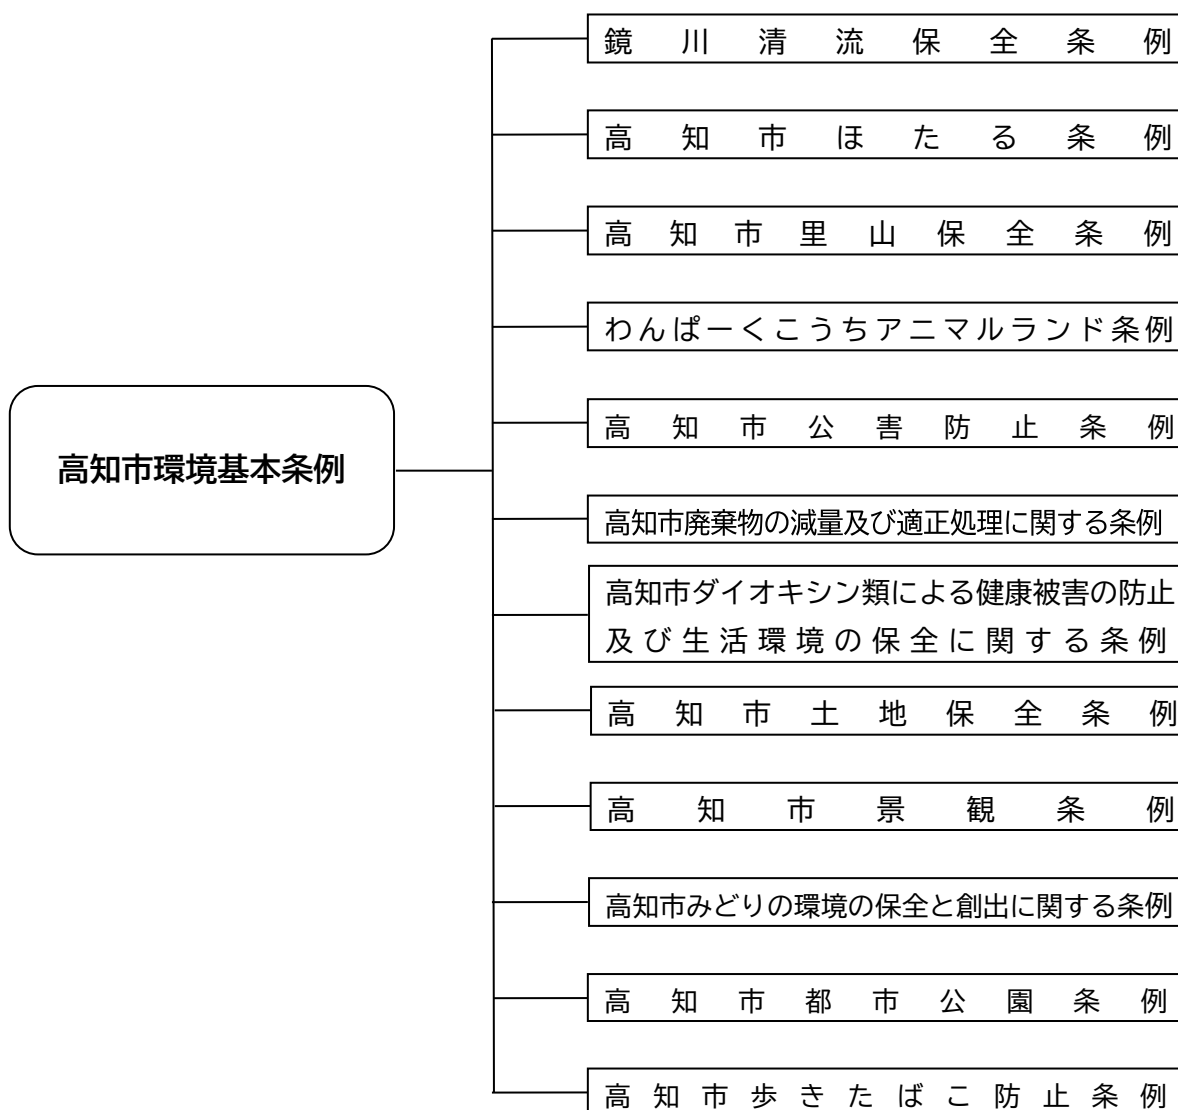 鏡川清流保全条例
高知市ほたる条例
高知市里山保全条例
わんぱーくこうちアニマルランド条例
高知市公害防止条例
高知市環境基本条例
高知市廃棄物の減量及び適正処理に関する条例
高知市ダイオキシン類による健康被害の防止
及び生活環境の保全に関する条例
高知市土地保全条例
高知市景観条例
高知市みどりの環境の保全と創出に関する条例
高知市都市公園条例
高知市歩きたばこ防止条例